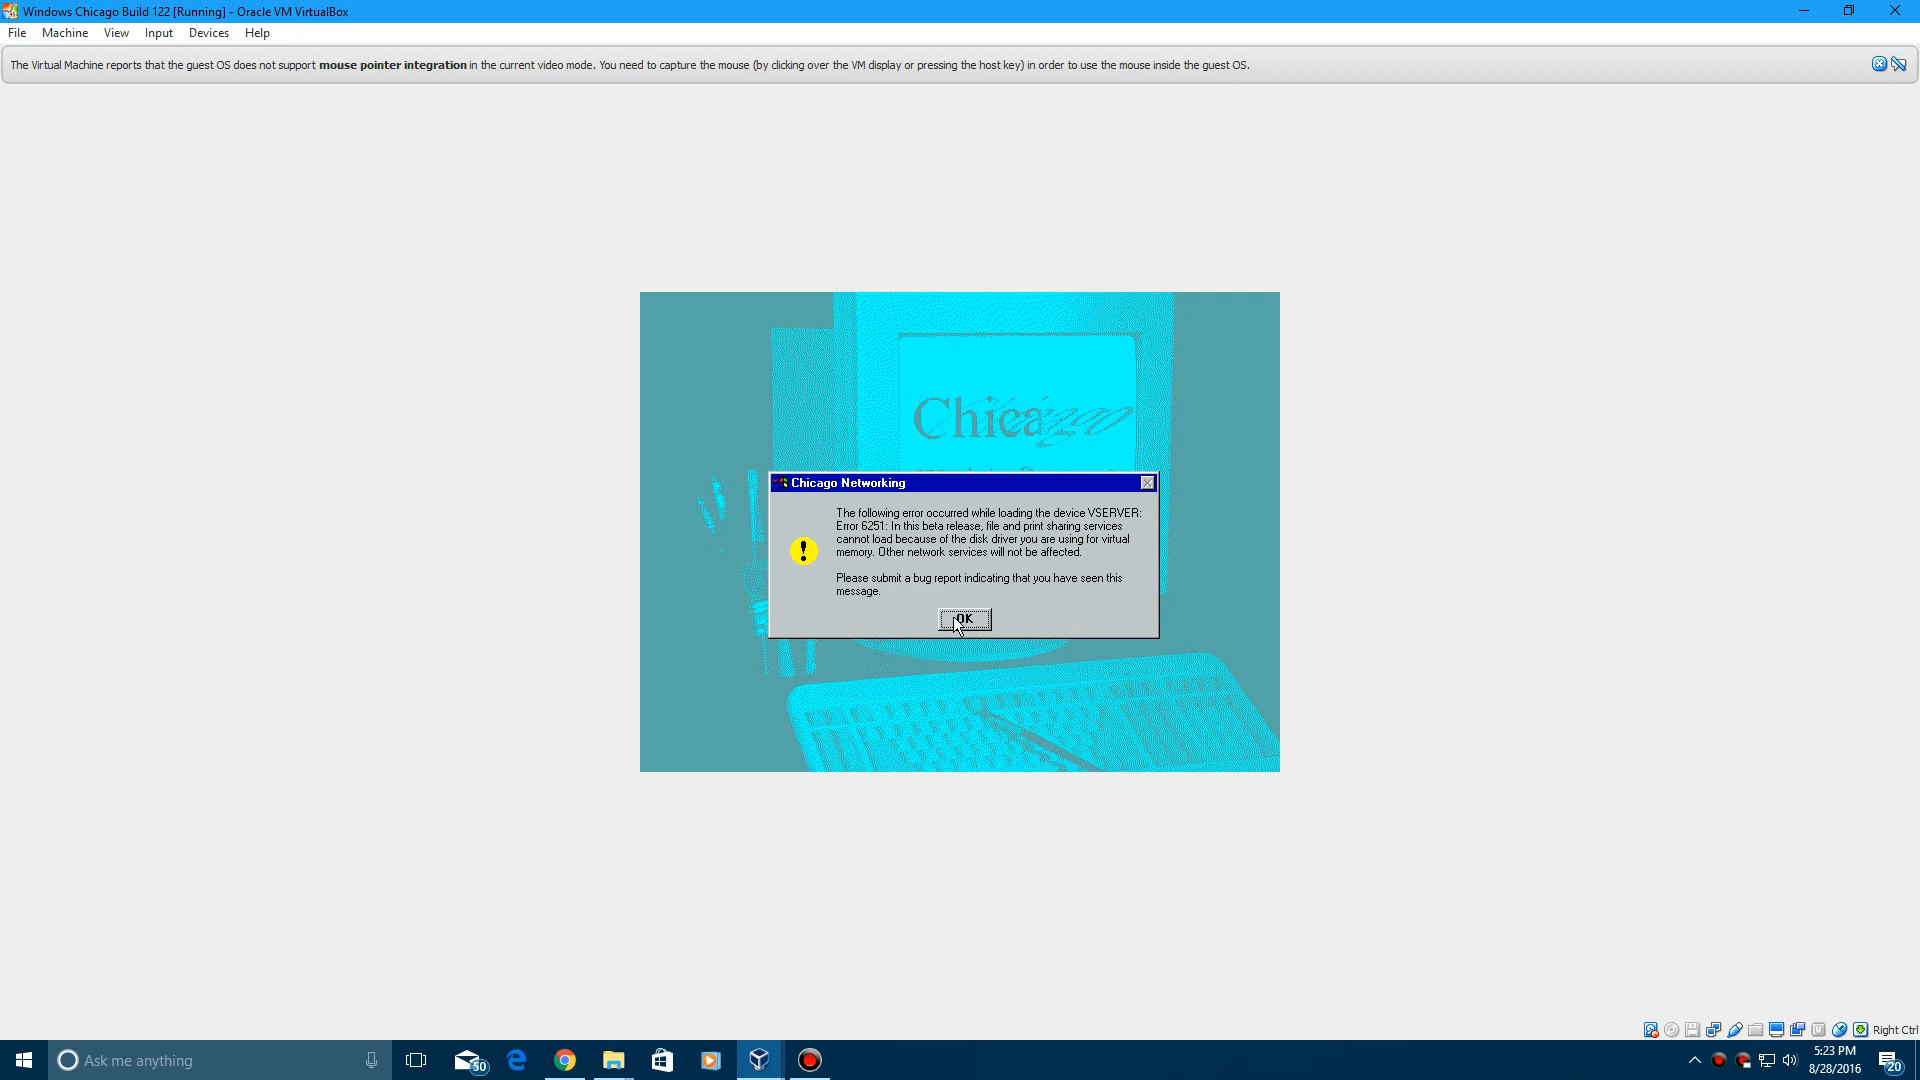 Windows Chicago Build 122 [Running] - Oracle VM VirtualBox
File Machine View Input Devices Help
The Virtual Machine reports that the guest OS does not support mouse pointer integration in the current video mode. You need to capture the mouse (by clicking over the VM display or pressing the host key) in order to use the mouse inside the guest OS.
Chicago
Chicago Networking
The following error occurred while loading the device VSERVER:
Error 6251: In this beta release, file and print sharing services
cannot load because of the disk driver you are using for virtual
memory. Other network services will not be affected.
Please submit a bug report indicating that you have seen this
message.
OK
Right Ctrl
Ask me anything
50
5:23 PM
8/28/2016
20